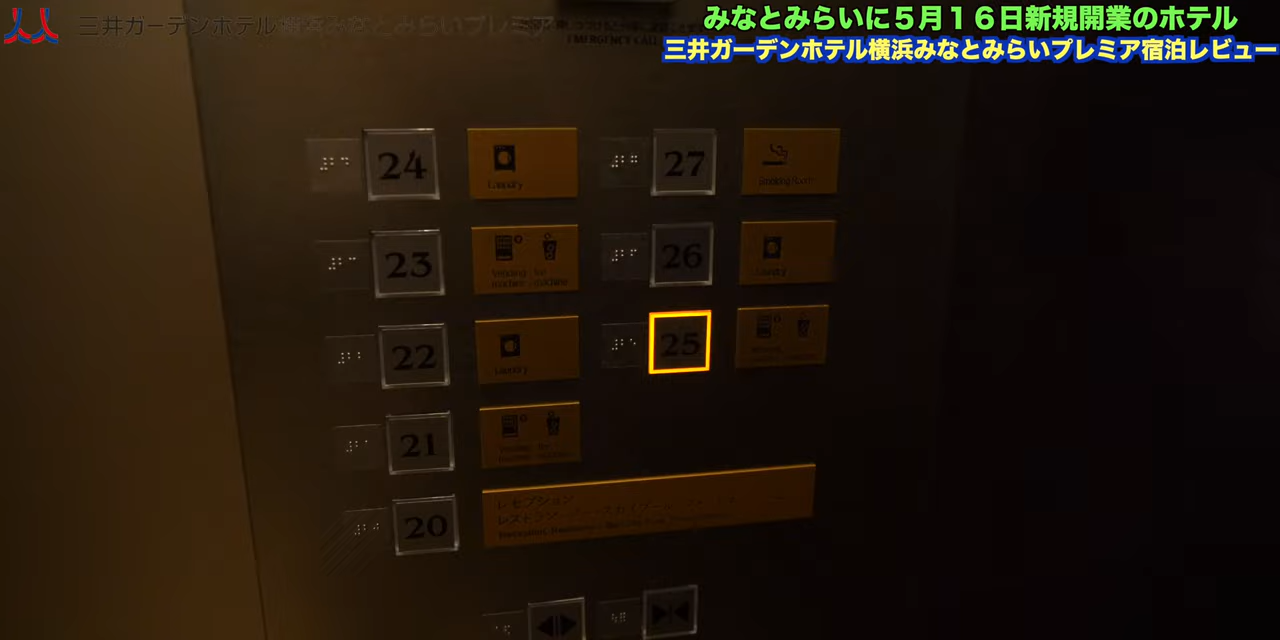 みなとみらいに５月１６日新規開業のホテル
三井ガーデンホテル横浜みなとみらいプレミア宿泊レビュー
三井ガーデンホテル横浜みなとみらいプレミア
EMERGENCY CALL
24
Laundry
27
Smoking Room
23
Vending machine
Ice machine
26
Laundry
22
Laundry
25
21
20
レセプション
レストラン